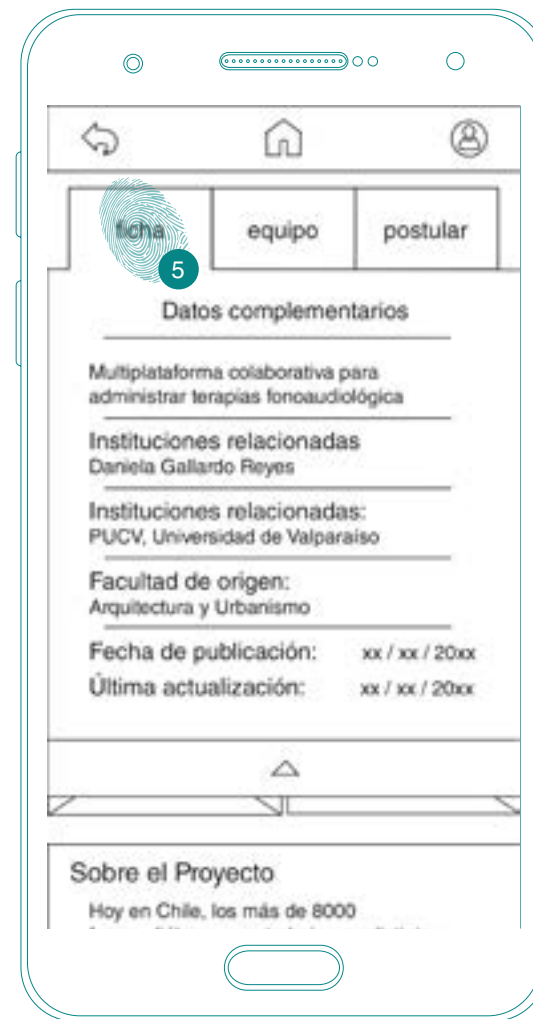 ficha equipo postular
5
Datos complementarios
Multiplataforma colaborativa para
administrar terapias fonoaudiológica
Instituciones relacionadas
Daniela Gallardo Reyes
Instituciones relacionadas:
PUCV, Universidad de Valparaíso
Facultad de origen:
Arquitectura y Urbanismo
Fecha de publicación: xx / xx / 20xx
Última actualización: xx / xx / 20xx
Sobre el Proyecto
Hoy en Chile, los más de 8000